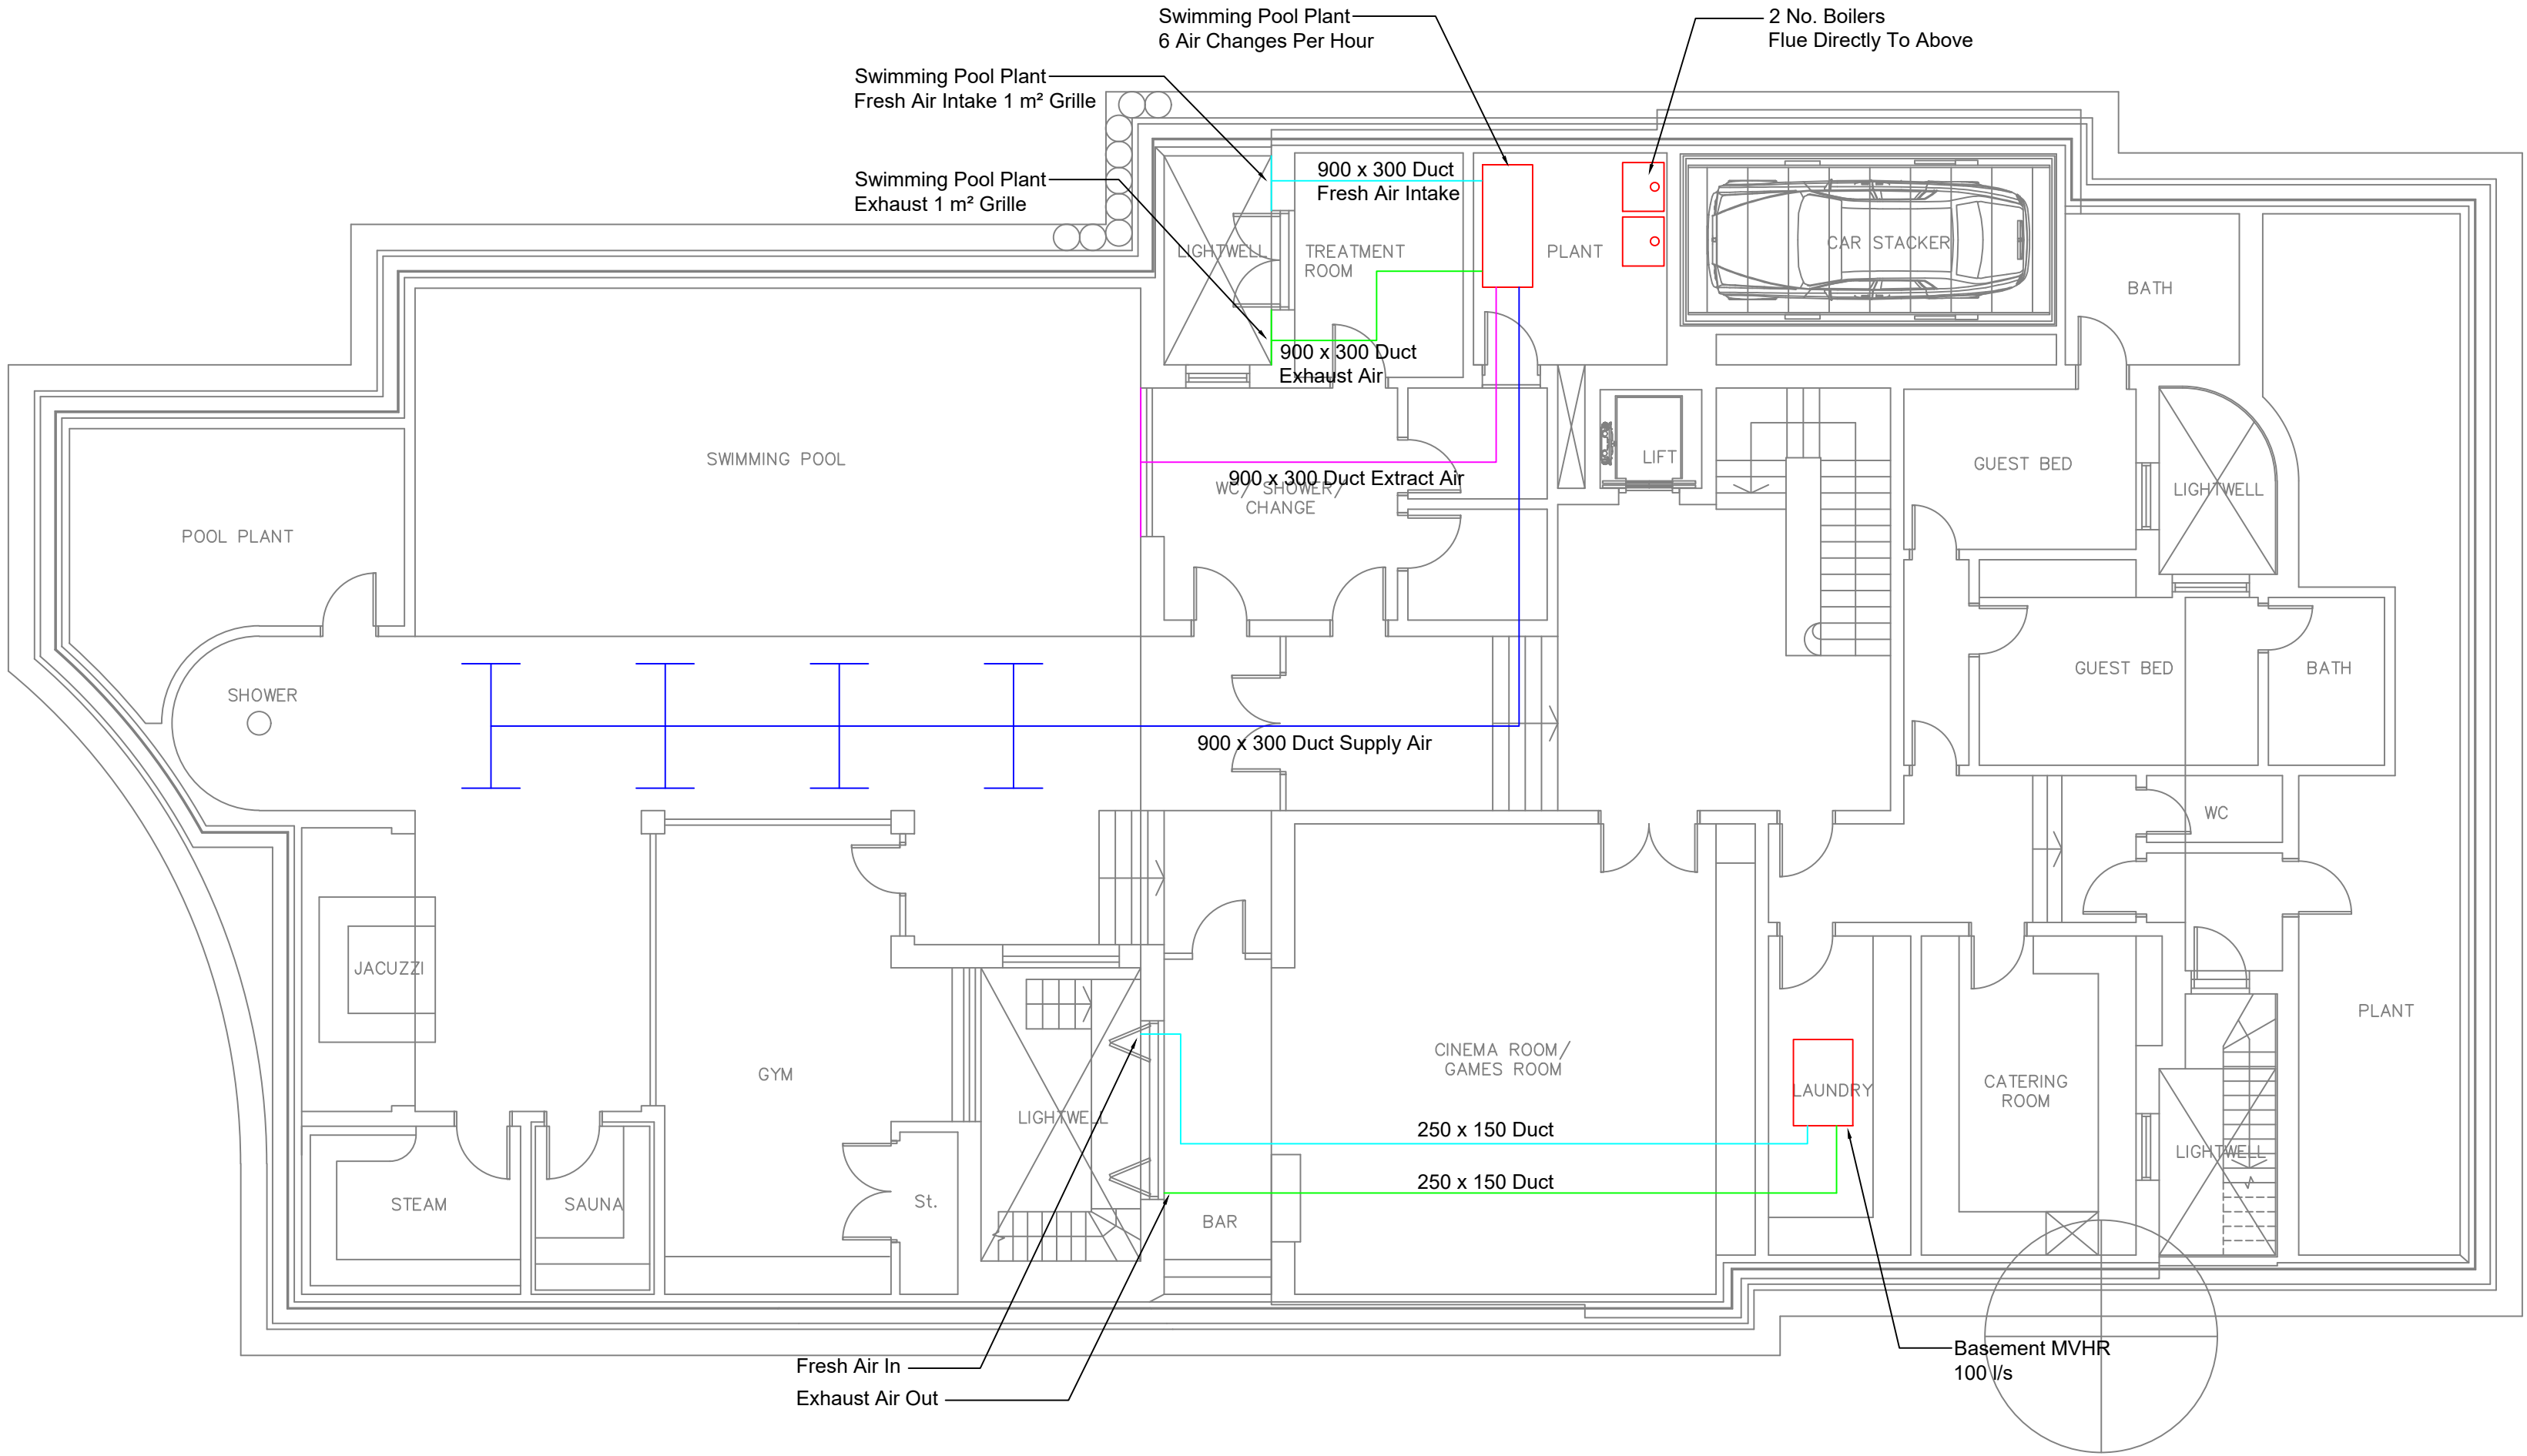 Swimming Pool Plant
6 Air Changes Per Hour
2 No. Boilers
Flue Directly To Above
Swimming Pool Plant
Fresh Air Intake 1 m² Grille
Swimming Pool Plant
Exhaust 1 m² Grille
900 x 300 Duct
Fresh Air Intake
LIGHTWELL
TREATMENT
ROOM
PLANT
CAR STACKER
BATH
900 x 300 Duct
Exhaust Air
SWIMMING POOL
900 x 300 Duct Extract Air
WC/ SHOWER/
CHANGE
LIFT
GUEST BED
LIGHTWELL
POOL PLANT
SHOWER
900 x 300 Duct Supply Air
GUEST BED
BATH
WC
JACUZZI
GYM
LIGHTWELL
CINEMA ROOM/
GAMES ROOM
LAUNDRY
CATERING
ROOM
PLANT
250 x 150 Duct
250 x 150 Duct
LIGHTWELL
STEAM
SAUNA
St.
BAR
Fresh Air In
Exhaust Air Out
Basement MVHR
100 l/s